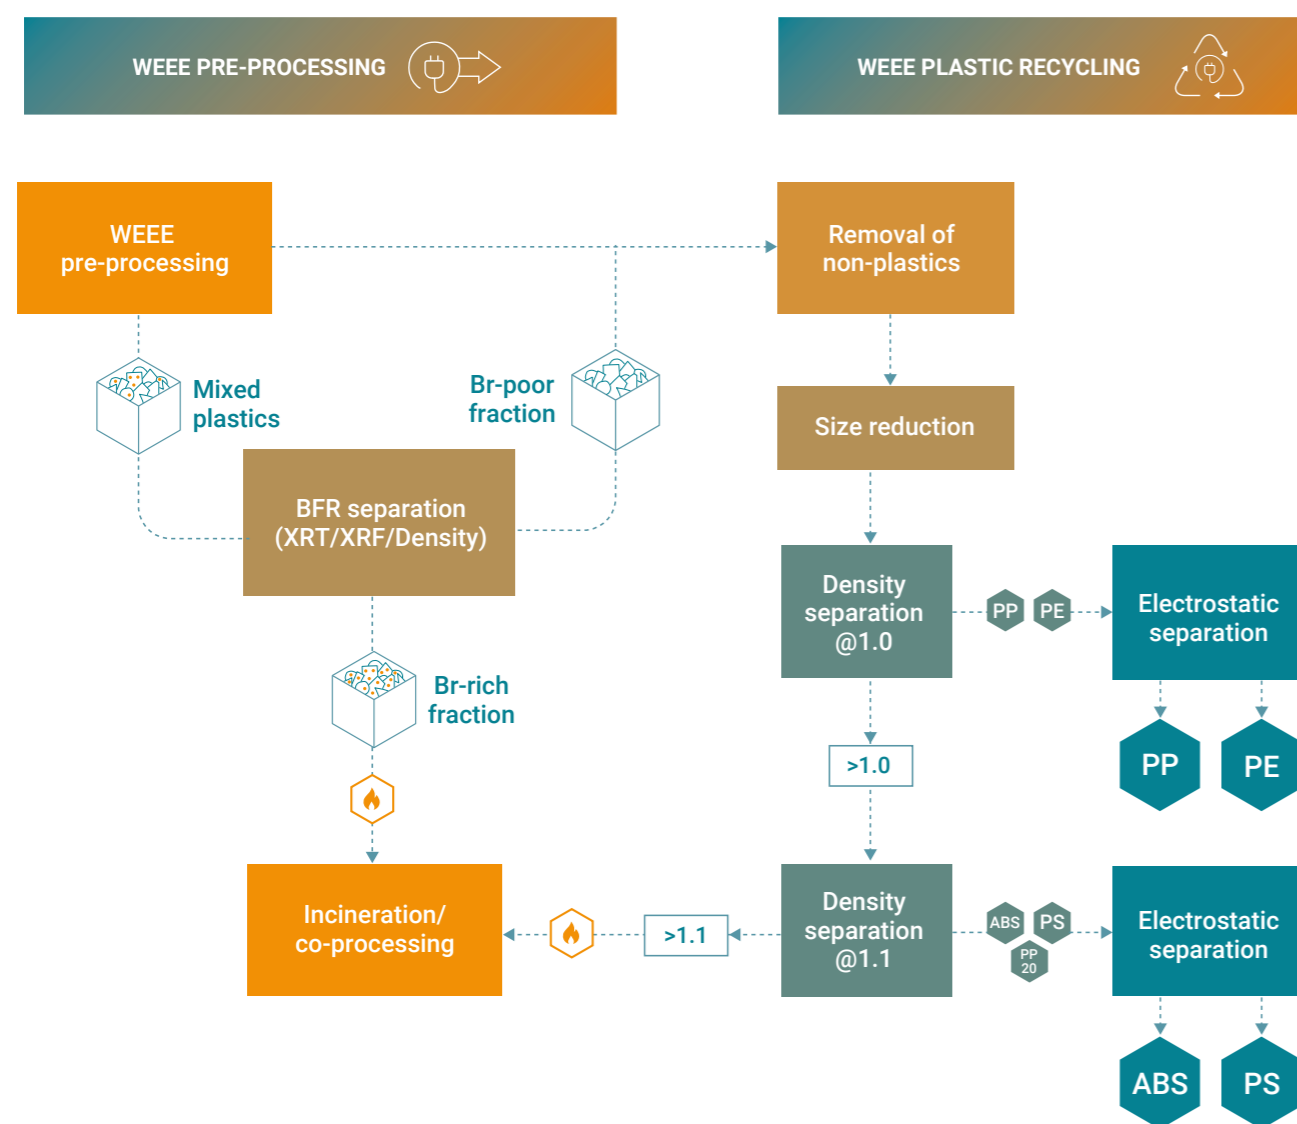 WEEE PRE-PROCESSING
WEEE PLASTIC RECYCLING
WEEE
pre-processing
Removal of
non-plastics
Mixed
plastics
Br-poor
fraction
Size reduction
BFR separation
(XRT/XRF/Density)
Density
separation
@1.0
PP
PE
Electrostatic
separation
Br-rich
fraction
PP
PE
>1.0
Incineration/
co-processing
>1.1
Density
separation
@1.1
ABS
PS
PP
20
Electrostatic
separation
ABS
PS